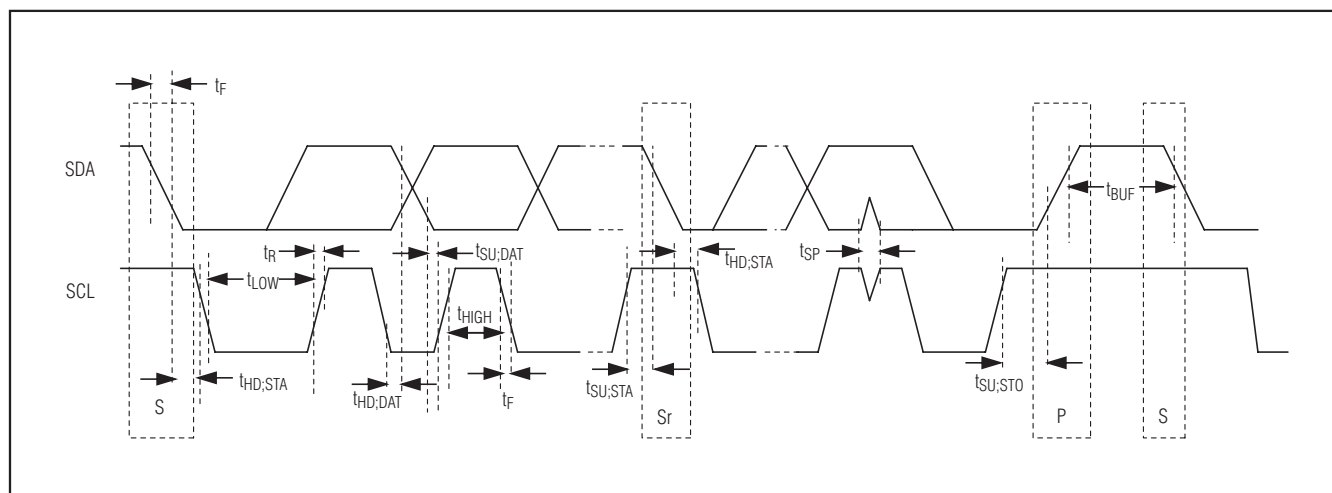 tF
SDA
tBUF
tR
tSU;DAT
tHD;STA
tSP
tLOW
SCL
tHIGH
tHD;STA
tHD;DAT
tF
tSU;STA
tSU;STO
S
Sr
P
S